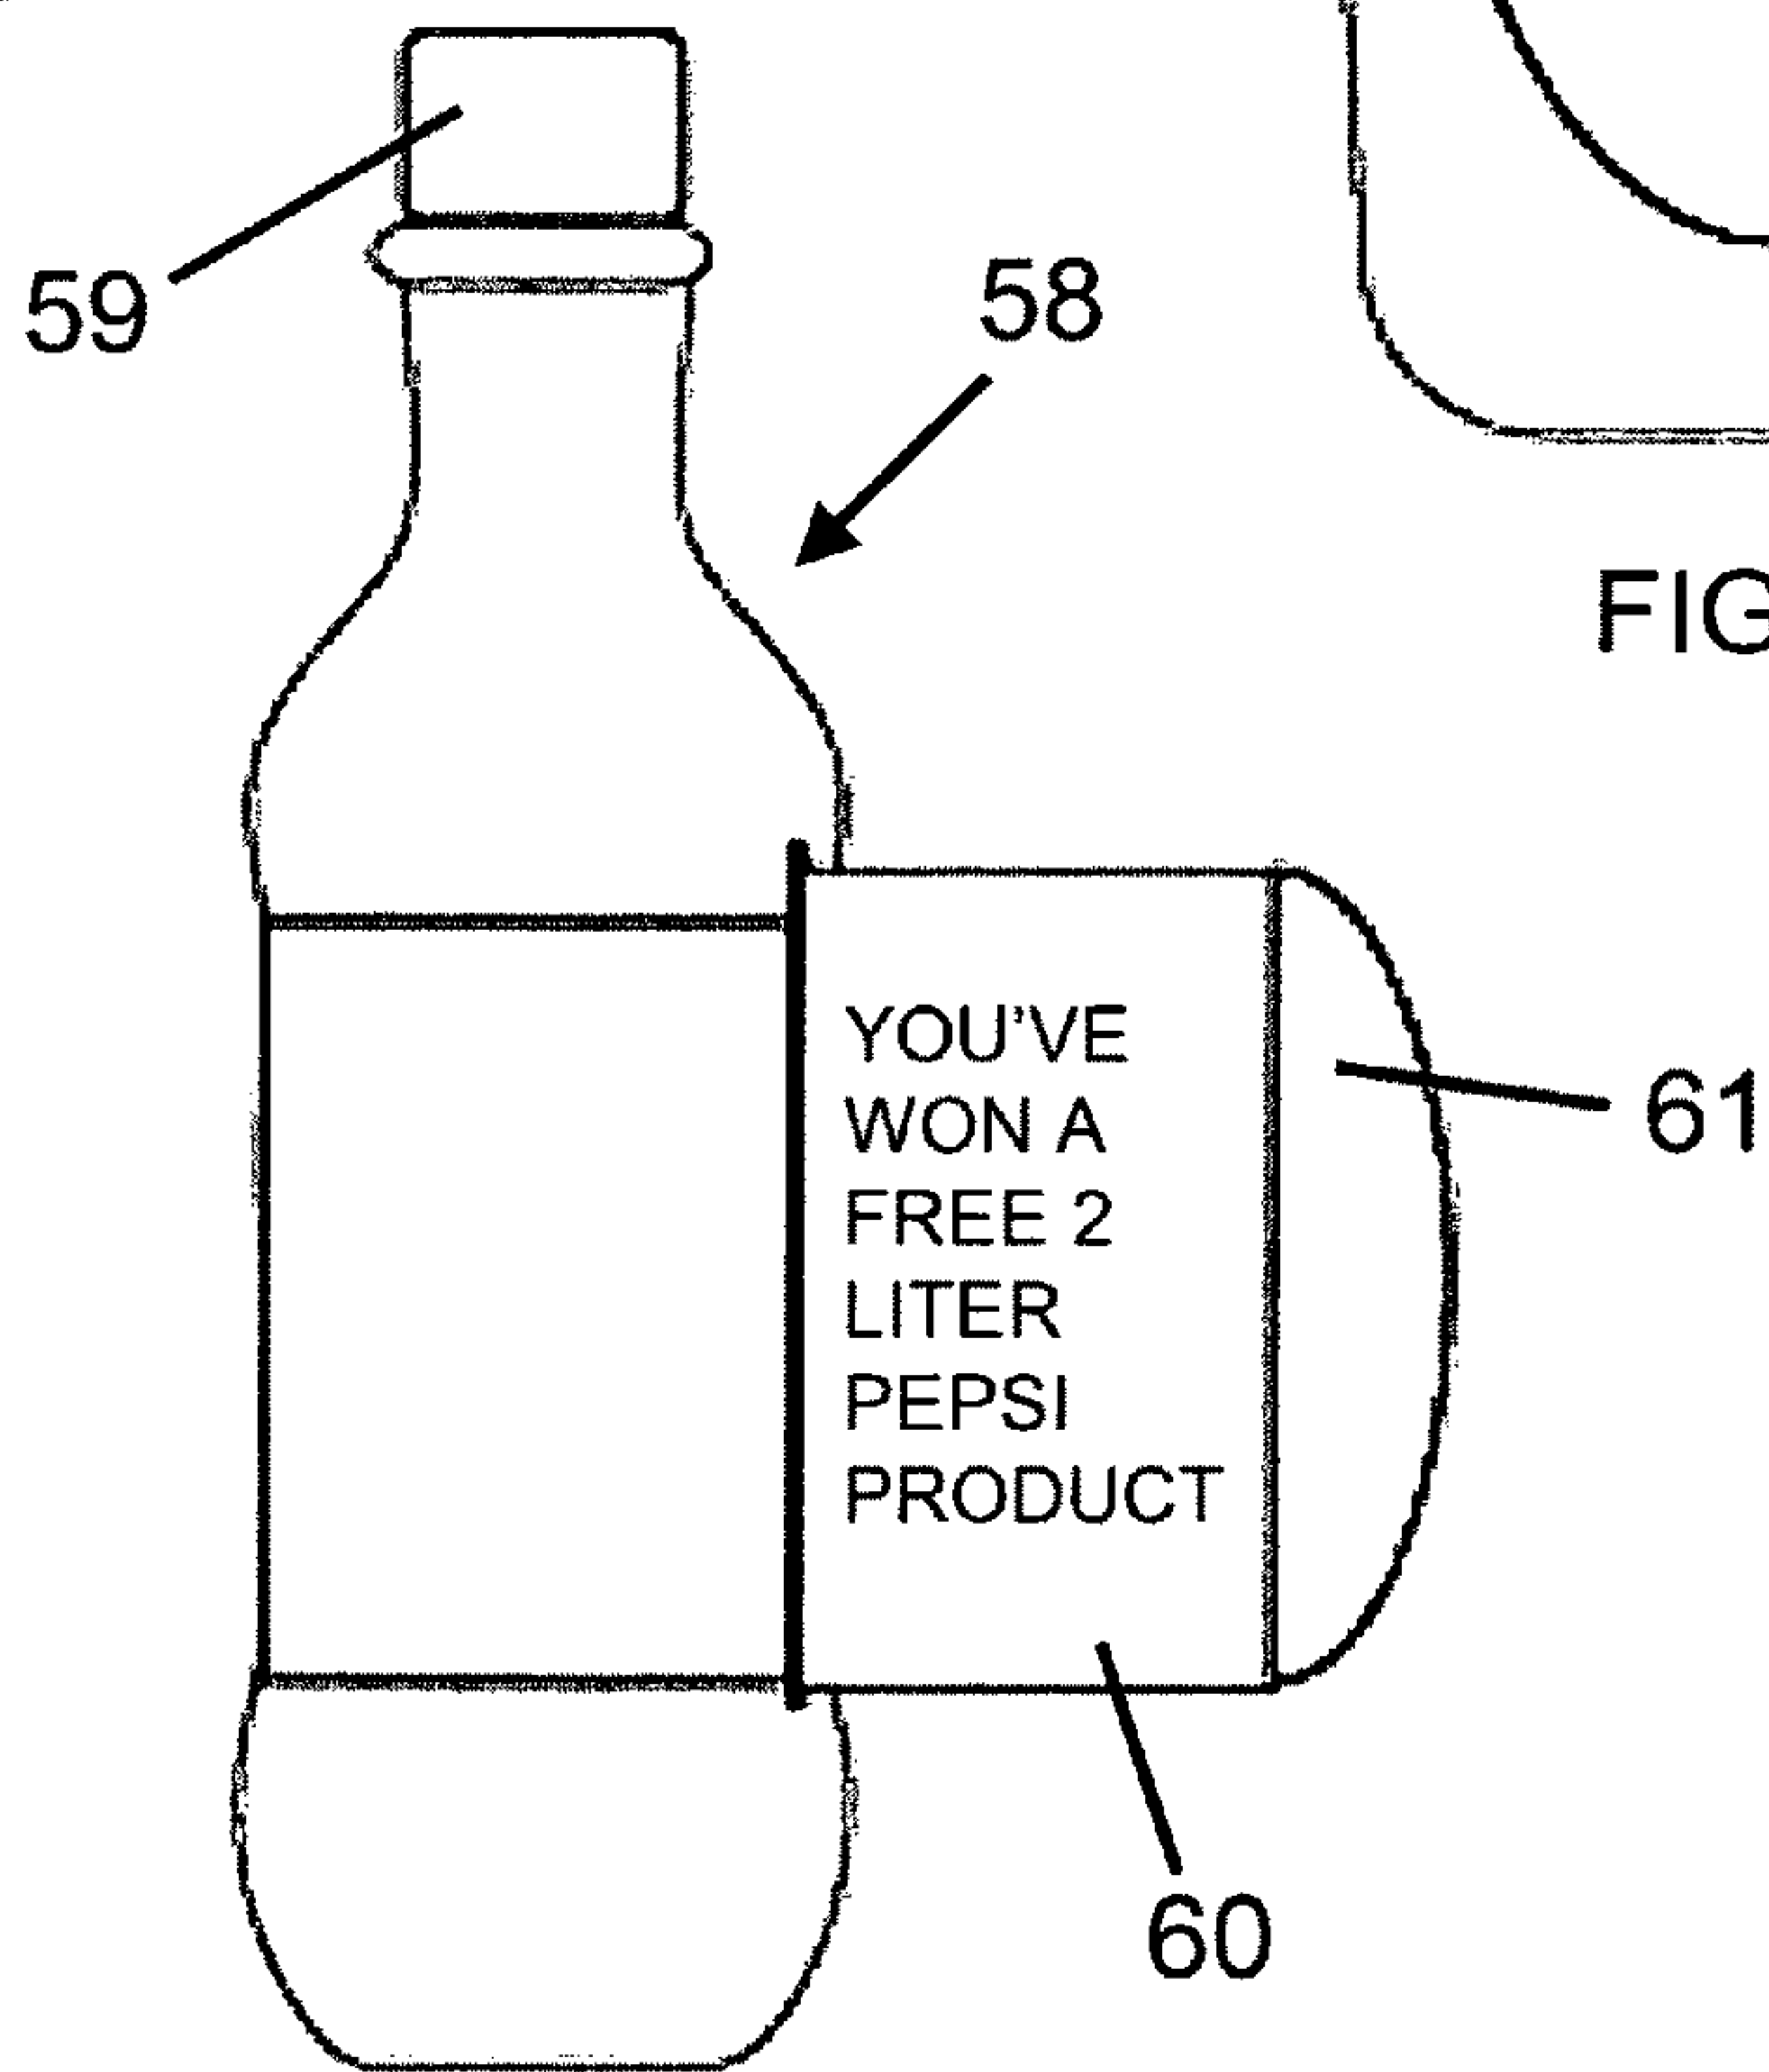 59
58
FIG
YOU'VE
WON A
FREE 2
LITER
PEPSI
PRODUCT
61
60